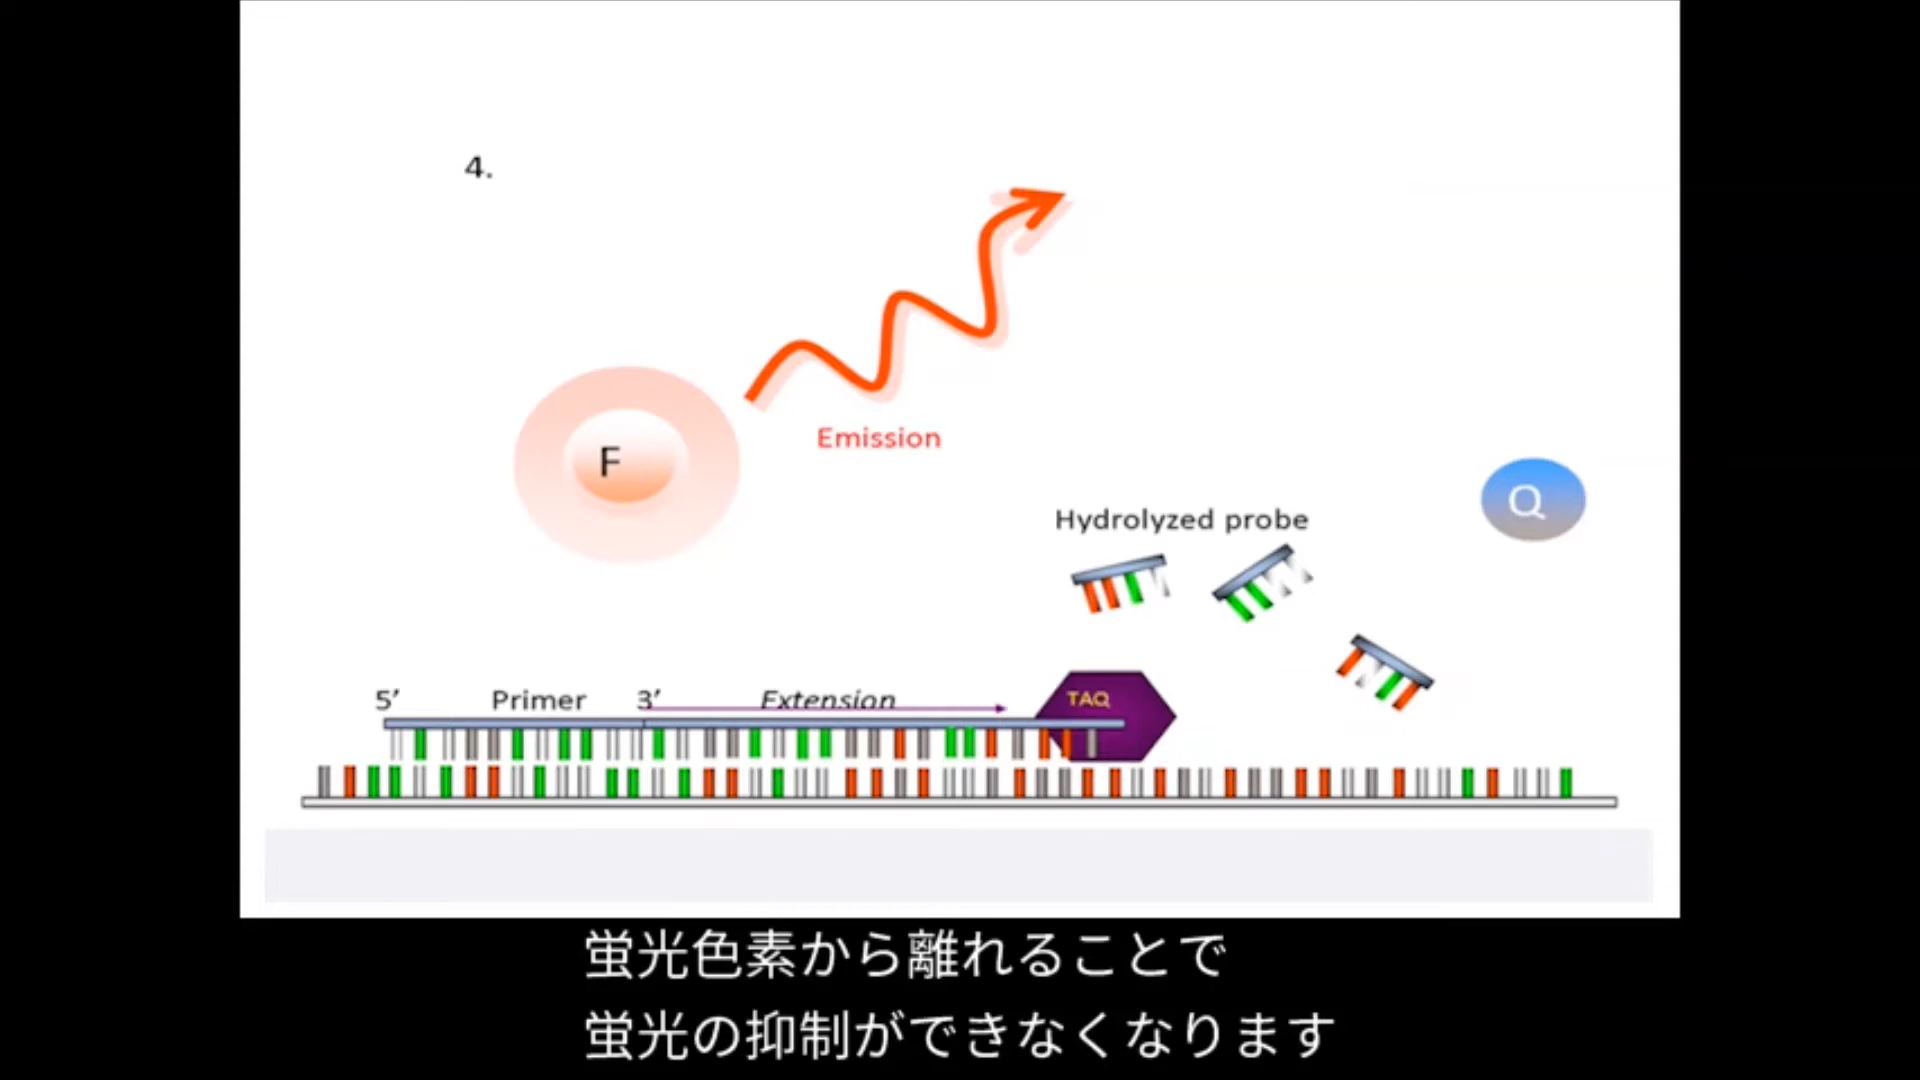 4.
Emission
F
Q
Hydrolyzed probe
5’ Primer 3’ Extension TAQ
蛍光色素から離れることで
蛍光の抑制ができなくなります